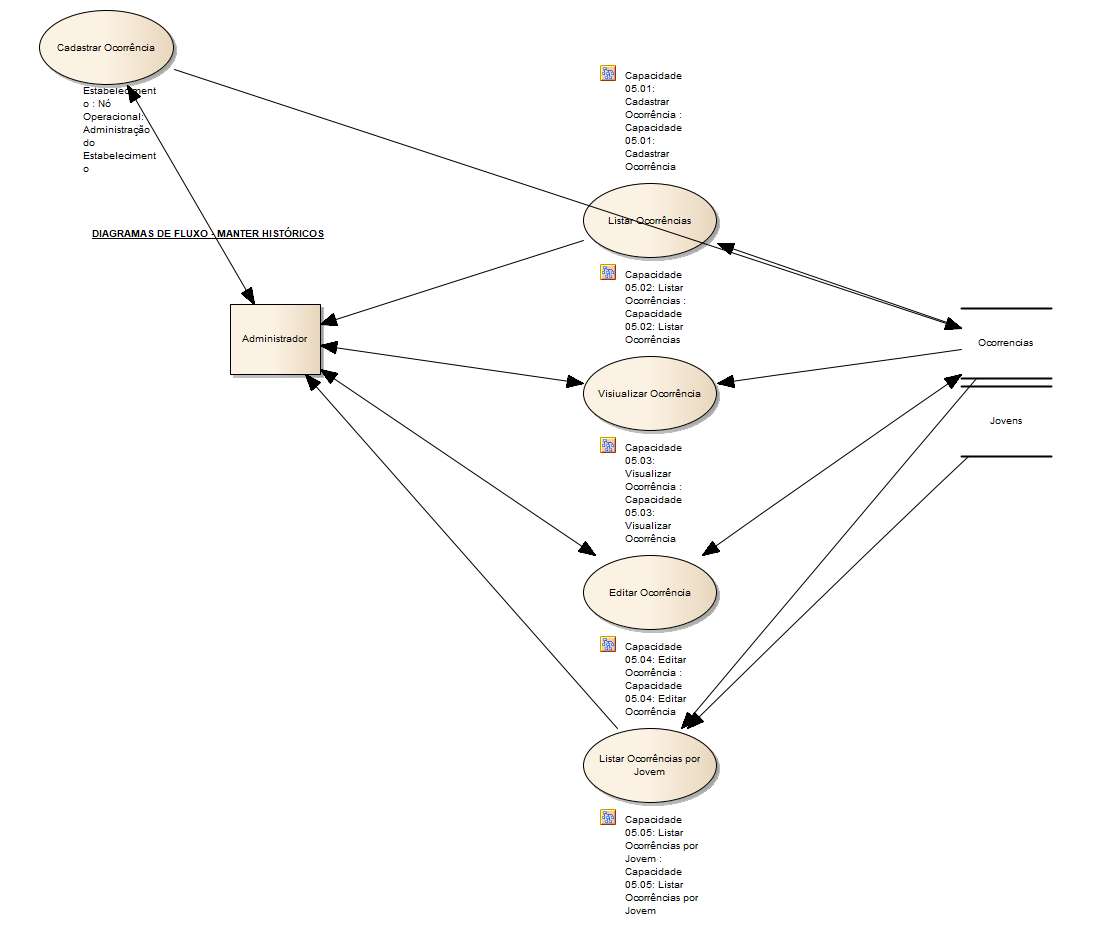 Cadastrar Ocorrência
Estabeleciment
o : Nó
Operacional:
Administração
do
Estabeleciment
o
DIAGRAMAS DE FLUXO - MANTER HISTÓRICOS
Administrador
Capacidade
05.01:
Cadastrar
Ocorrência :
Capacidade
05.01:
Cadastrar
Ocorrência
Listar Ocorrências
Capacidade
05.02: Listar
Ocorrências :
Capacidade
05.02: Listar
Ocorrências
Visiualizar Ocorrência
Capacidade
05.03:
Visualizar
Ocorrência :
Capacidade
05.03:
Visualizar
Ocorrência
Editar Ocorrência
Capacidade
05.04: Editar
Ocorrência :
Capacidade
05.04: Editar
Ocorrência
Listar Ocorrências por
Jovem
Capacidade
05.05: Listar
Ocorrências por
Jovem :
Capacidade
05.05: Listar
Ocorrências por
Jovem
Ocorrencias
Jovens